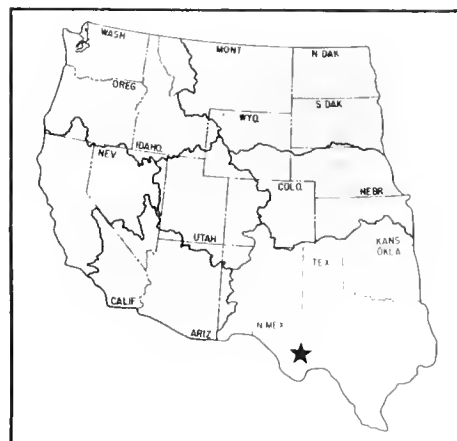 WASH
MONT
N DAK
OREG
S DAK
WYO.
IDAHO
NEV
COLO.
NEBR
UTAH
KANS
OKLA
TEX
CALIF
N MEX
ARIZ